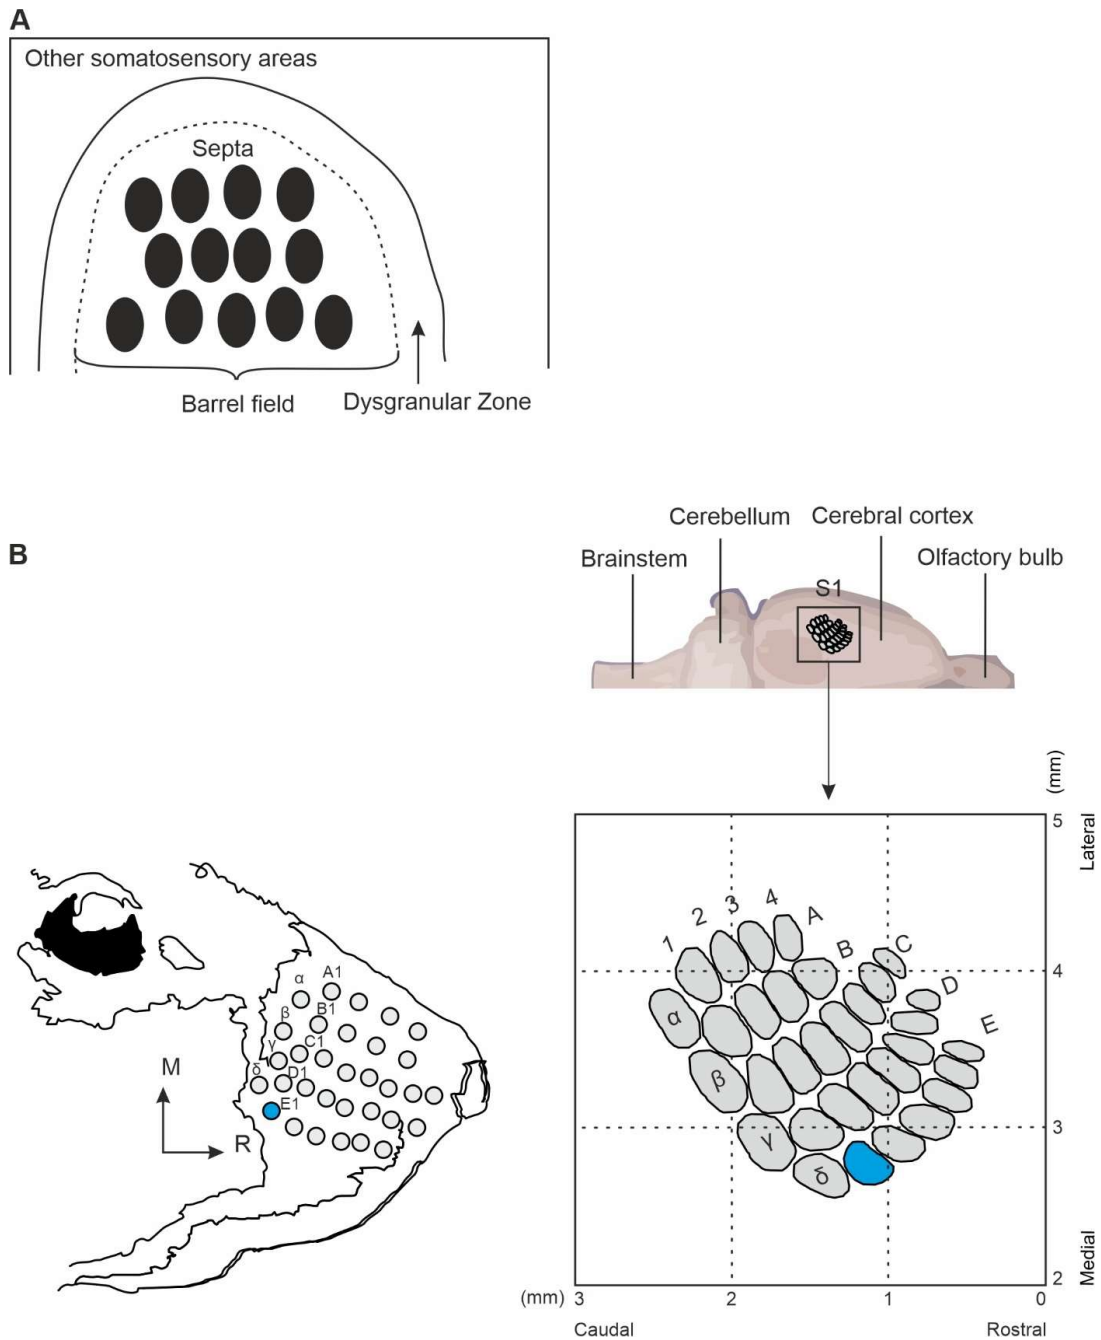 A
Other somatosensory areas
Septa
Barrel field
Dysgranular Zone
B
Cerebellum
Cerebral cortex
Brainstem
Olfactory bulb
S1
α
A1
β
B1
γ
C1
δ
D1
E1
M
R
(mm)
5
Lateral
1
2
3
4
A
B
C
D
E
α
β
γ
δ
4
3
Medial
2
(mm)
3
2
1
0
Caudal
Rostral